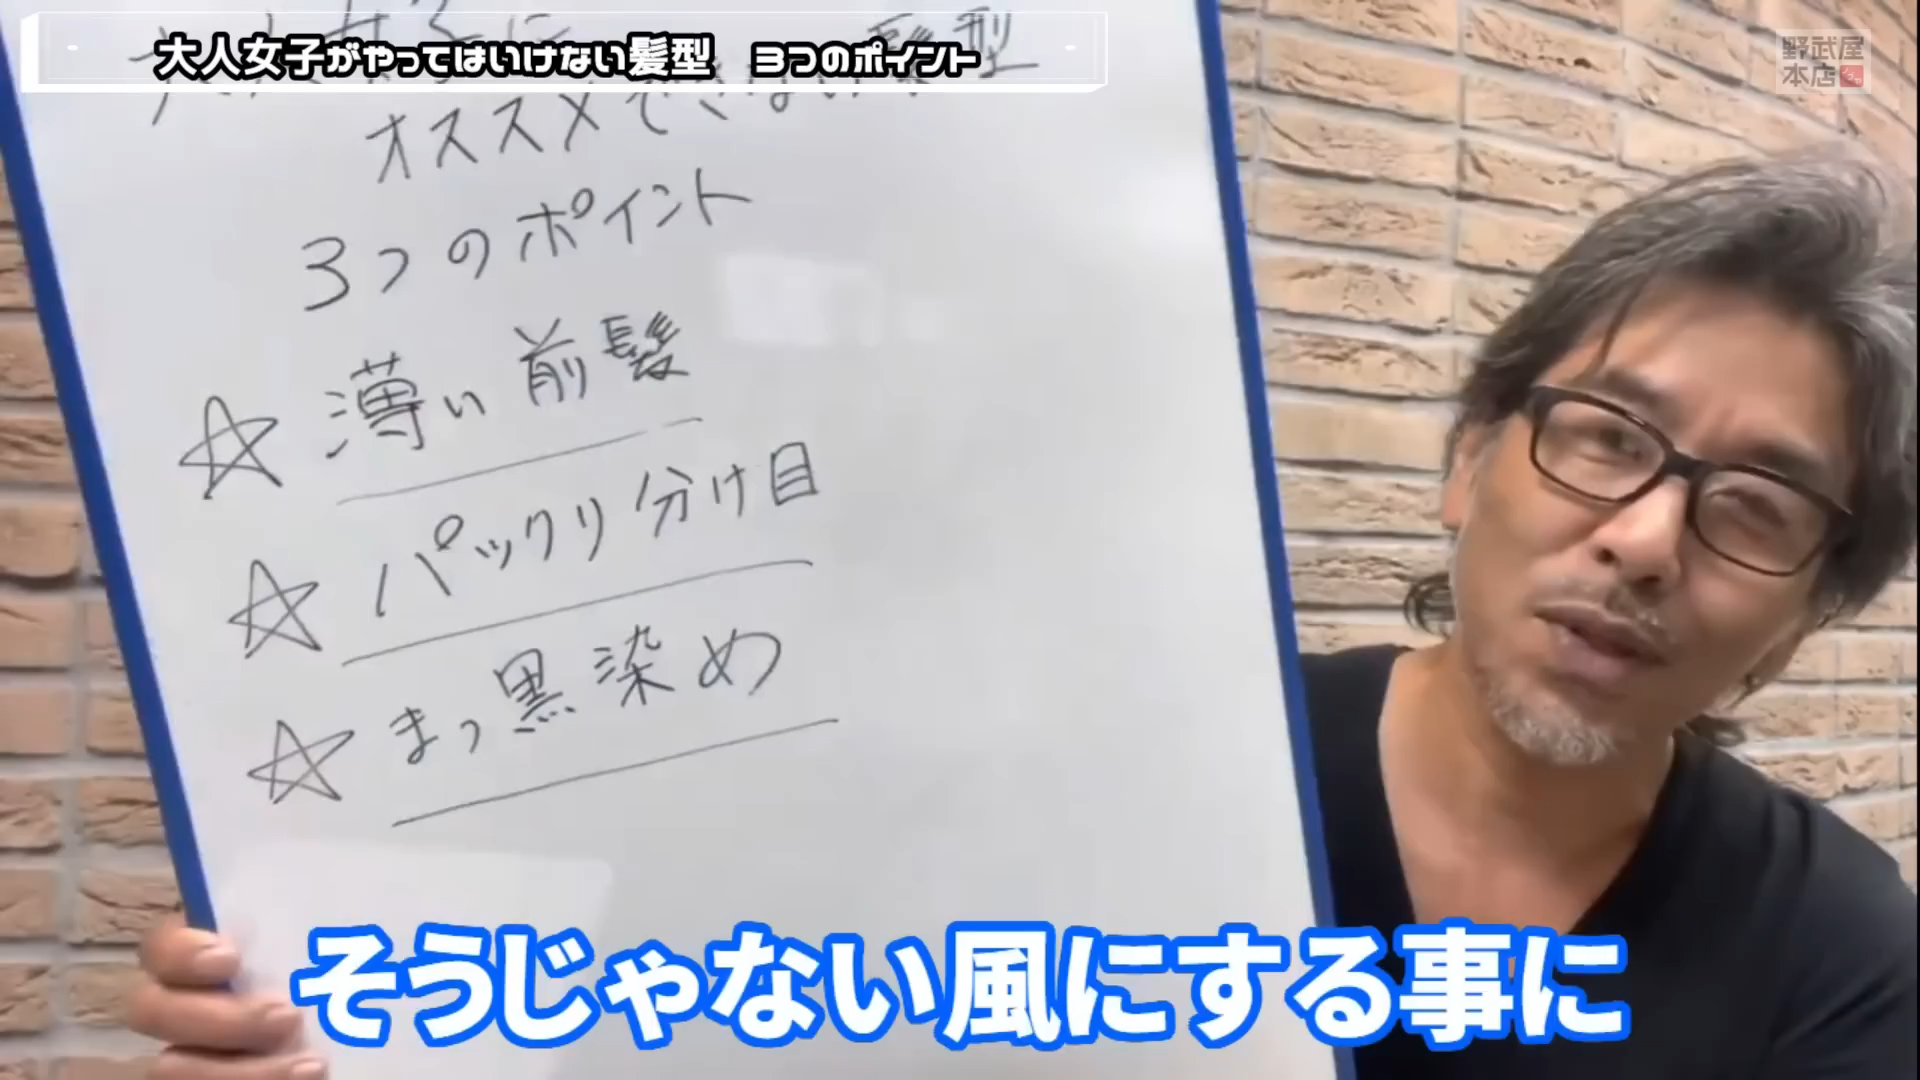 大人女子がやってはいけない髪型 3つのポイント
野武屋
本店
オススメできない
3つのポイント
☆ 薄い前髪
☆ パックリ分け目
☆ まっ黒染め
そうじゃない風にする事に